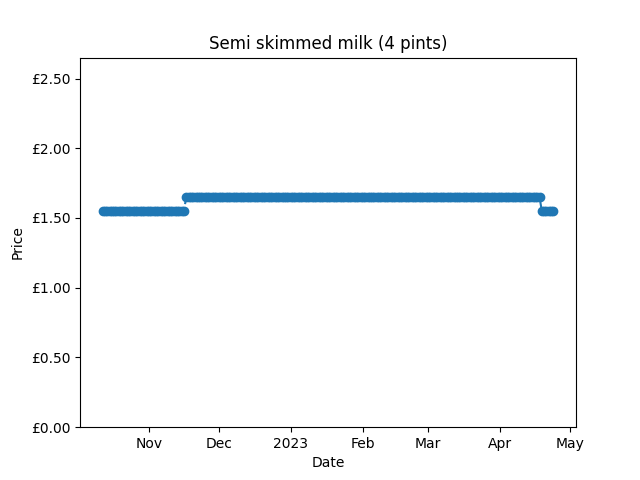 Semi skimmed milk (4 pints)
£2.50
£2.00
£1.50
£1.00
£0.50
£0.00
Price
Nov Dec 2023 Feb Mar Apr May
Date